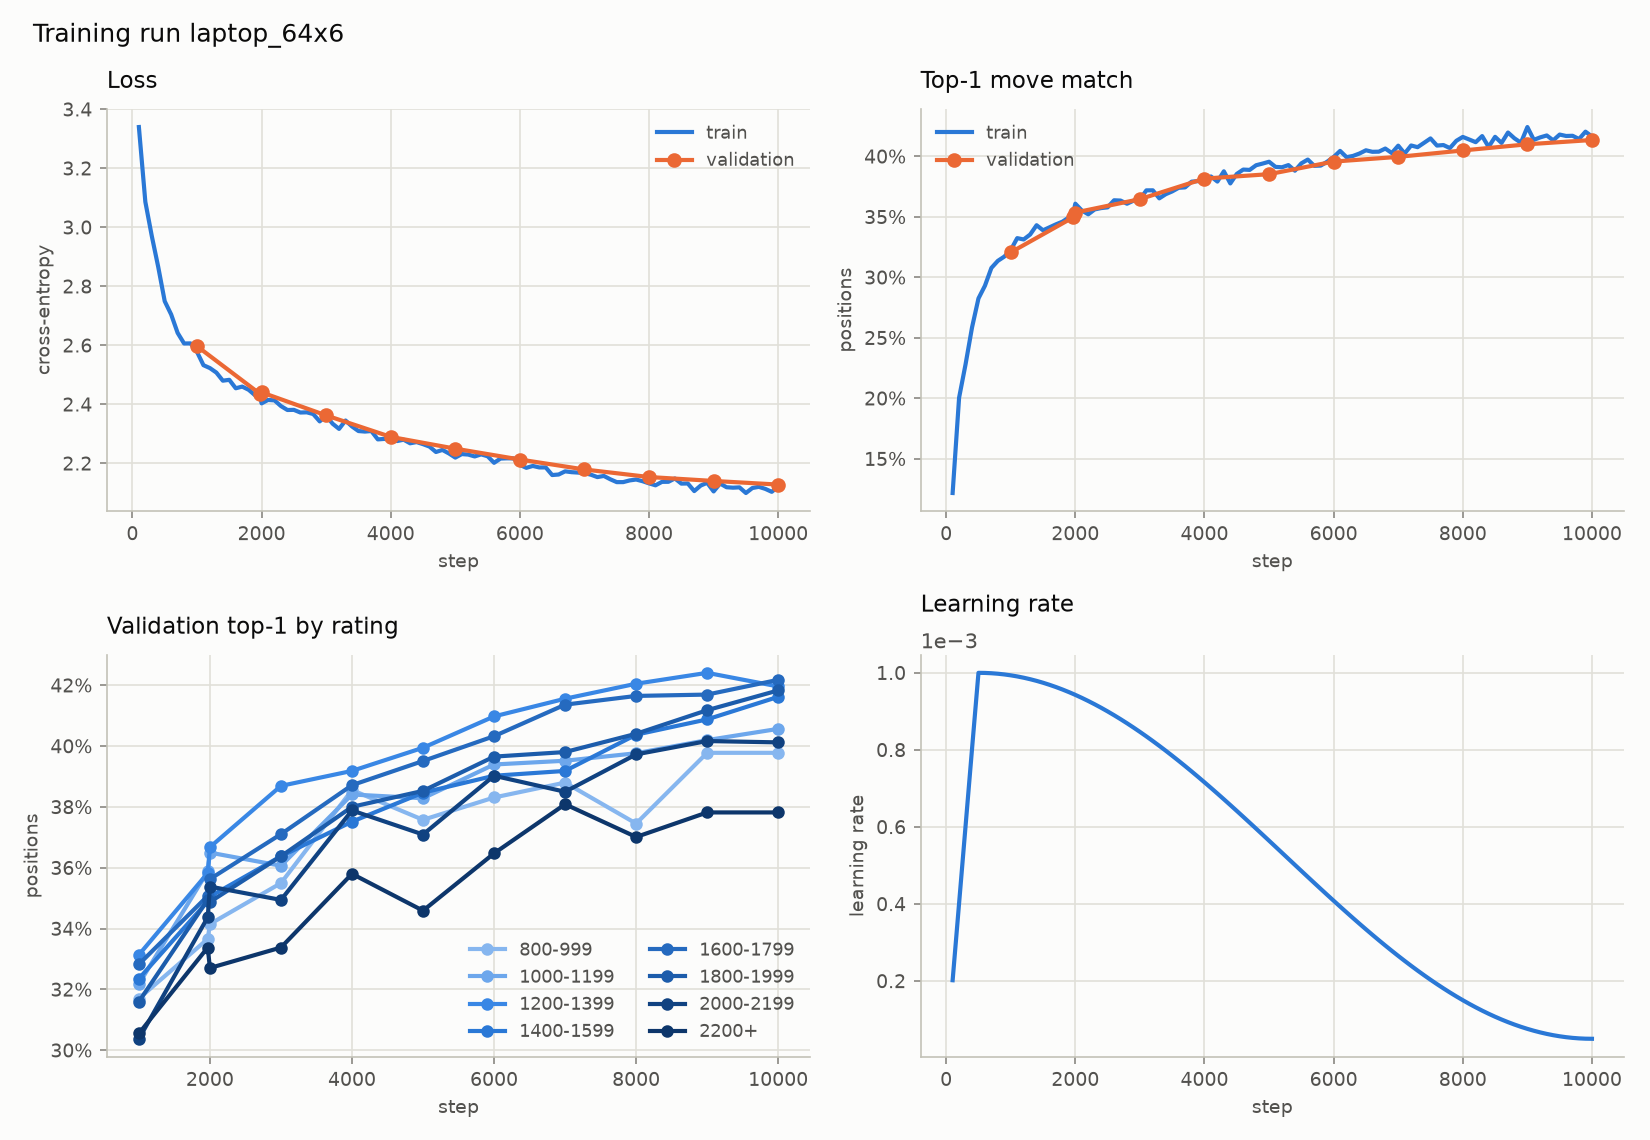 Training run laptop_64x6
Loss
3.4
3.2
3.0
2.8
2.6
2.4
2.2
cross-entropy
train
validation
0 2000 4000 6000 8000 10000
step
Top-1 move match
40%
35%
30%
25%
20%
15%
positions
train
validation
0 2000 4000 6000 8000 10000
step
Validation top-1 by rating
42%
40%
38%
36%
34%
32%
30%
positions
800-999 1600-1799
1000-1199 1800-1999
1200-1399 2000-2199
1400-1599 2200+
2000 4000 6000 8000 10000
step
Learning rate
1e−3
1.0
0.8
0.6
0.4
0.2
learning rate
0 2000 4000 6000 8000 10000
step